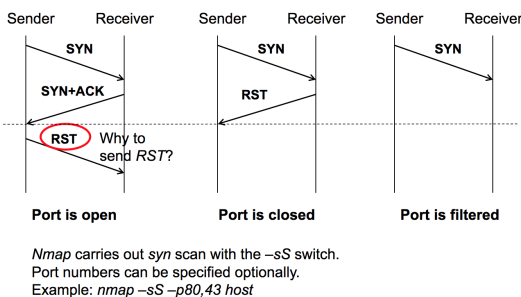 Sender Receiver Sender Receiver Sender Receiver
SYN SYN SYN
SYN+ACK RST
RST Why to
send RST?
Port is open Port is closed Port is filtered
Nmap carries out syn scan with the –sS switch.
Port numbers can be specified optionally.
Example: nmap –sS –p80,43 host